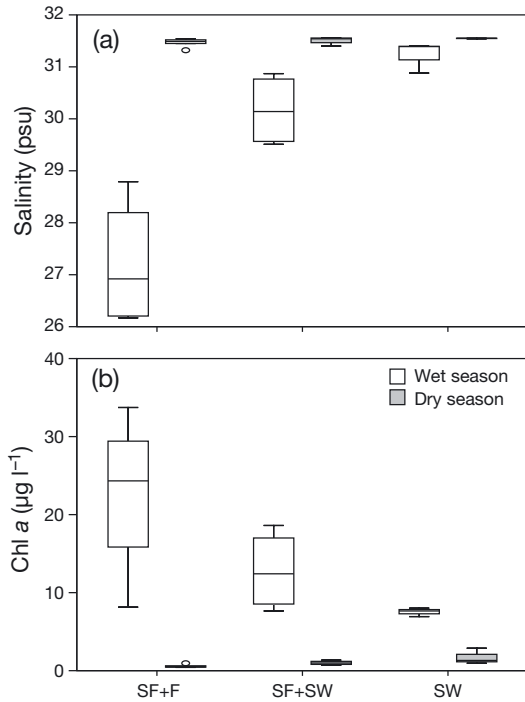 (a)
Salinity (psu)
32
31
30
29
28
27
26
(b)
Wet season
Dry season
Chl a (µg l⁻¹)
40
30
20
10
0
SF+F SF+SW SW